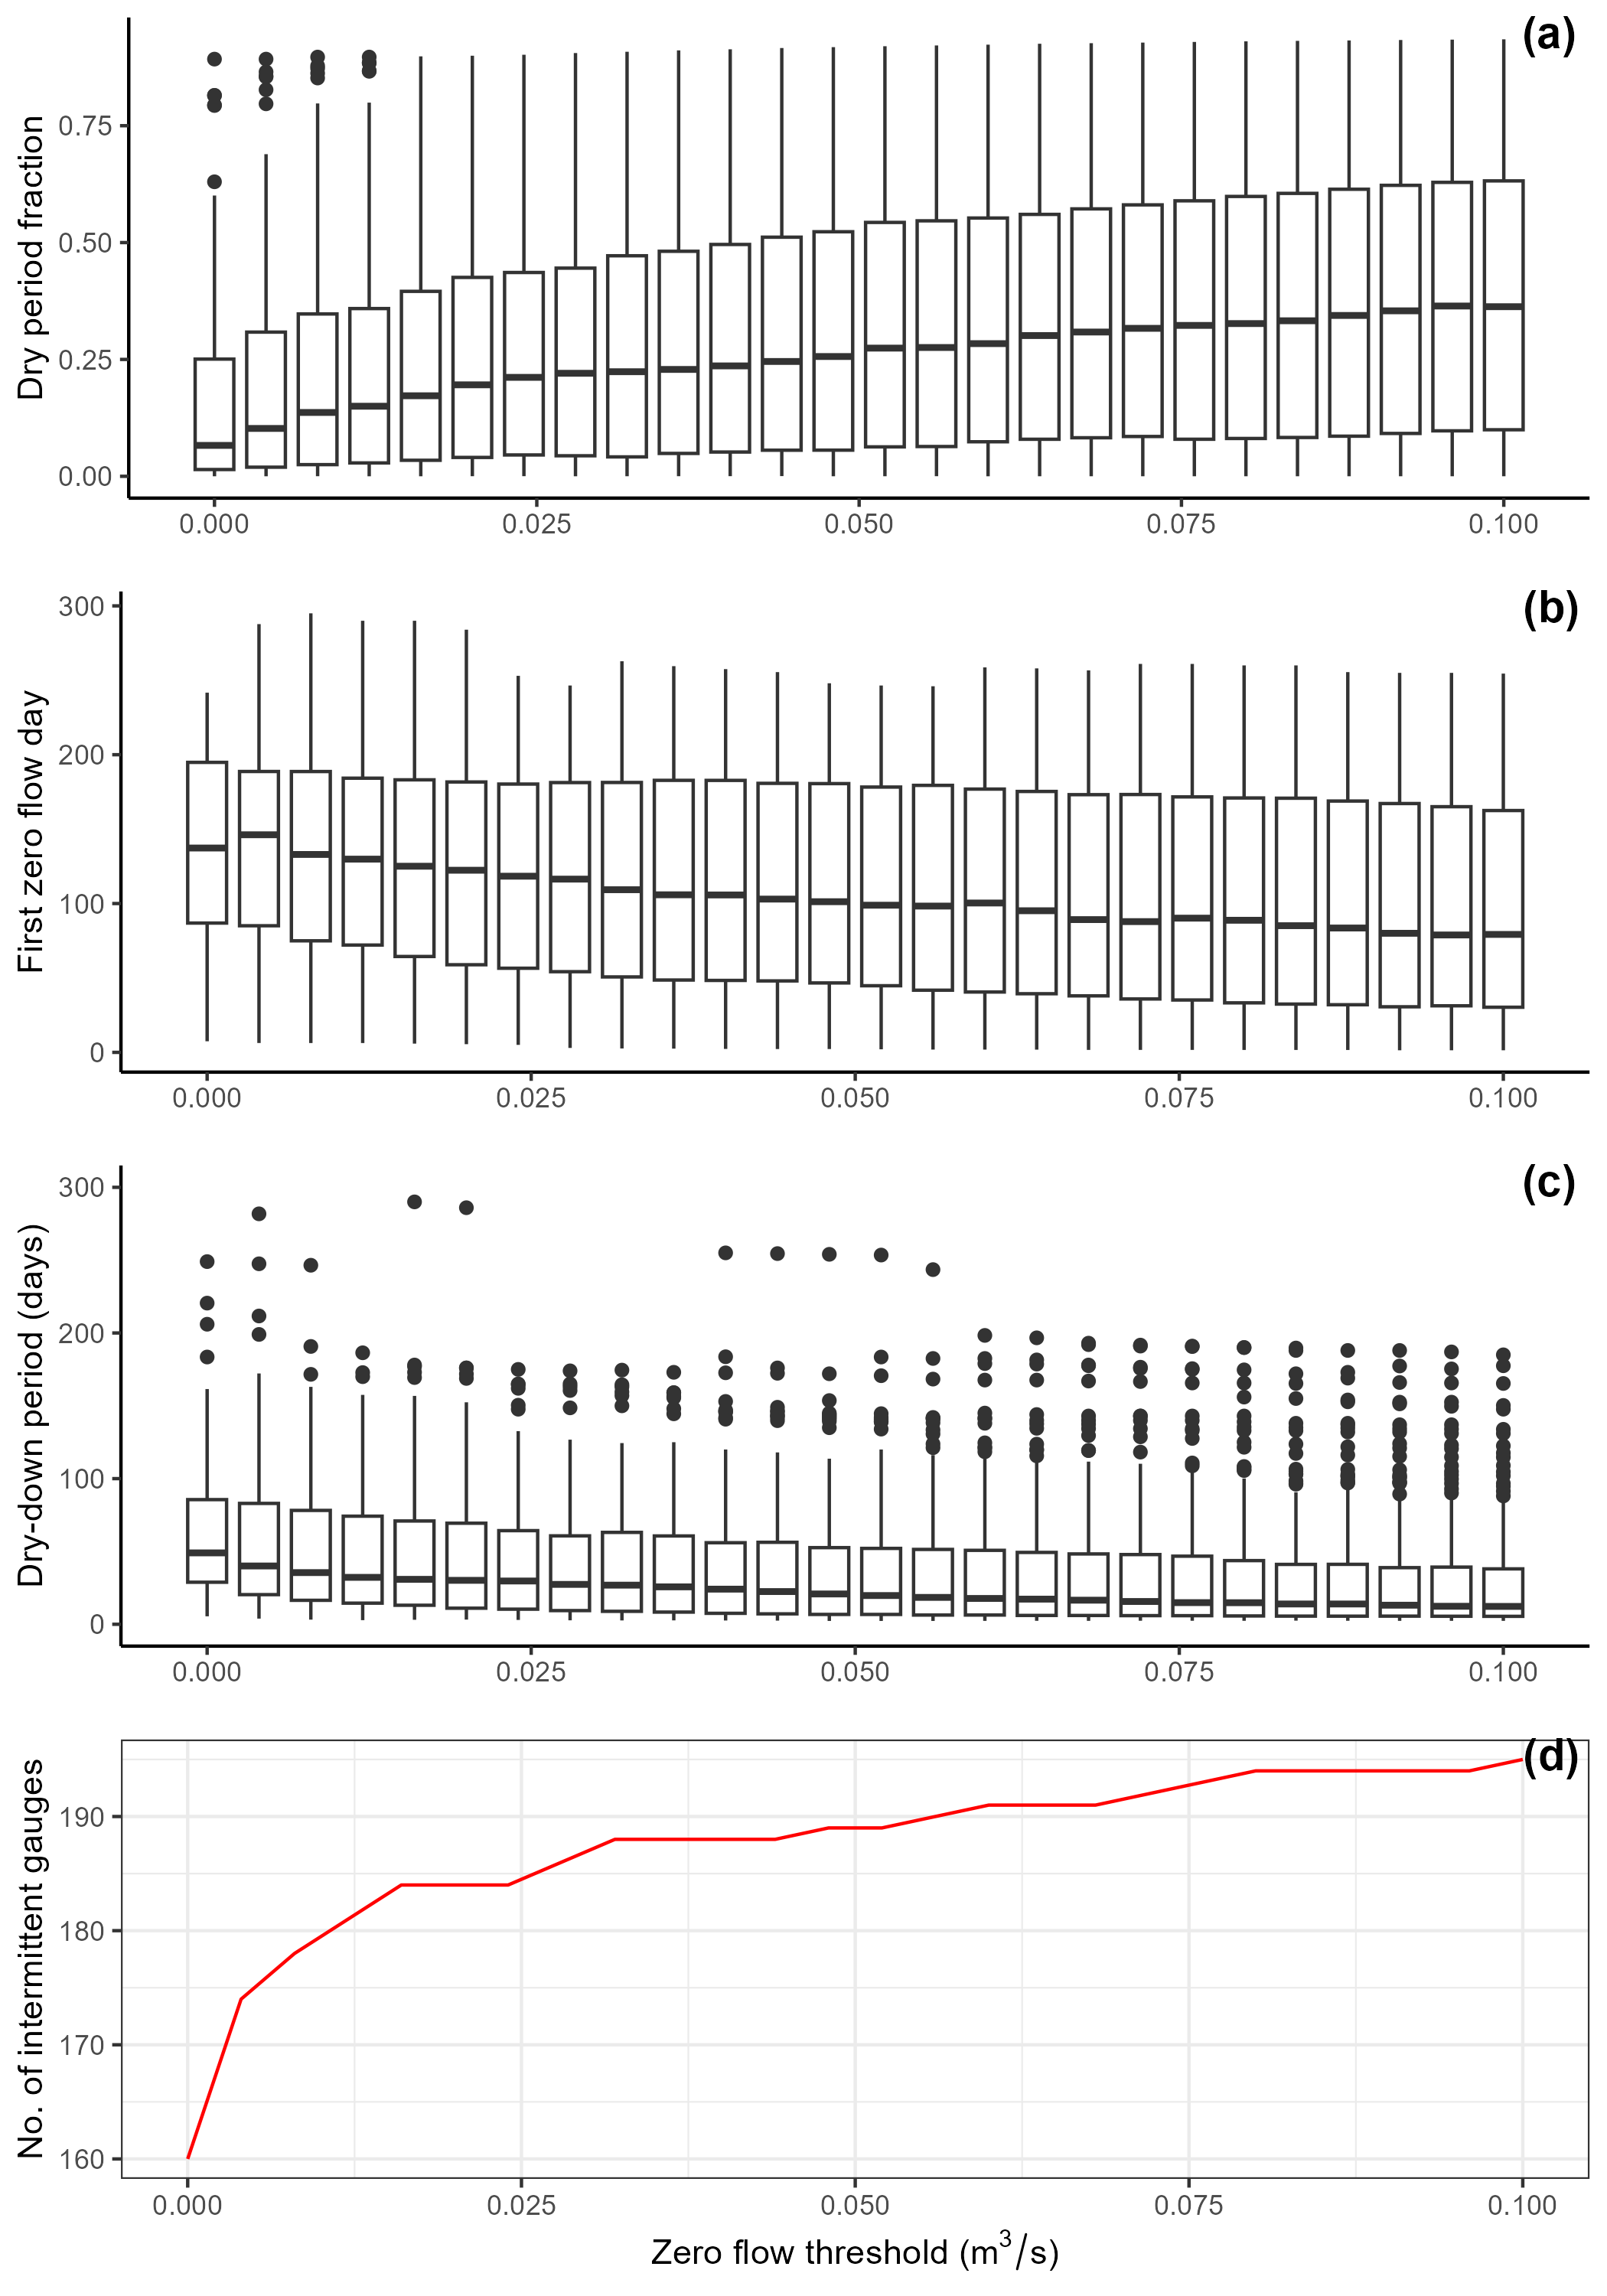 (a)
Dry period fraction
0.75
0.50
0.25
0.00
0.000 0.025 0.050 0.075 0.100
(b)
First zero flow day
300
200
100
0
0.000 0.025 0.050 0.075 0.100
(c)
Dry-down period (days)
300
200
100
0
0.000 0.025 0.050 0.075 0.100
(d)
No. of intermittent gauges
190
180
170
160
0.000 0.025 0.050 0.075 0.100
Zero flow threshold (m³/s)